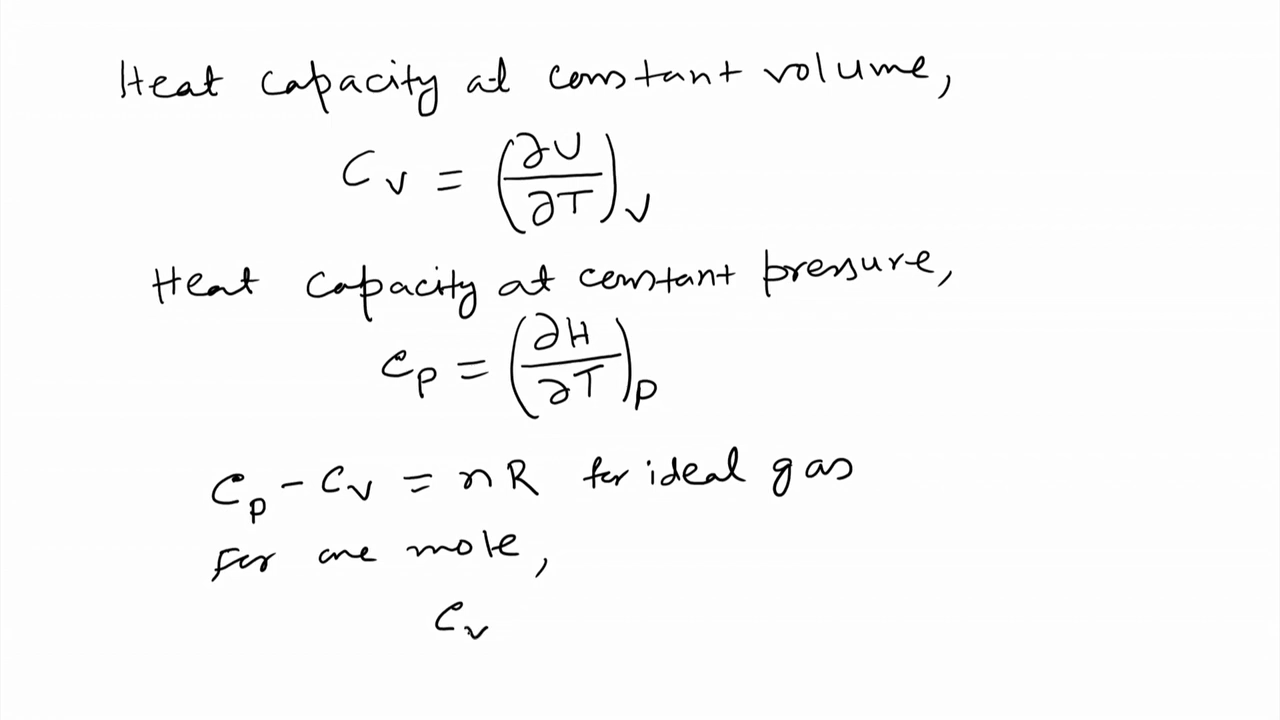 Heat capacity at constant volume,
C_V = (∂U/∂T)_V
Heat capacity at constant pressure,
C_P = (∂H/∂T)_P
C_P - C_V = nR for ideal gas
For one mole,
C_V